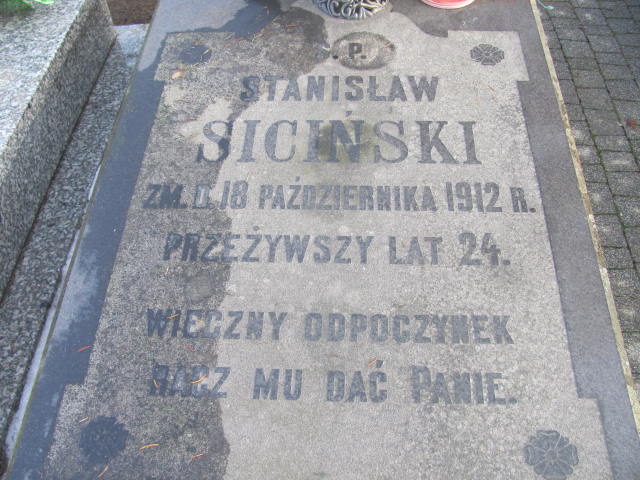 Ś. P.
STANISŁAW
SICIŃSKI
ZM. D. 18 PAŹDZIERNIKA 1912 R.
PRZEŻYWSZY LAT 24.
WIECZNY ODPOCZYNEK
RACZ MU DAĆ PANIE.